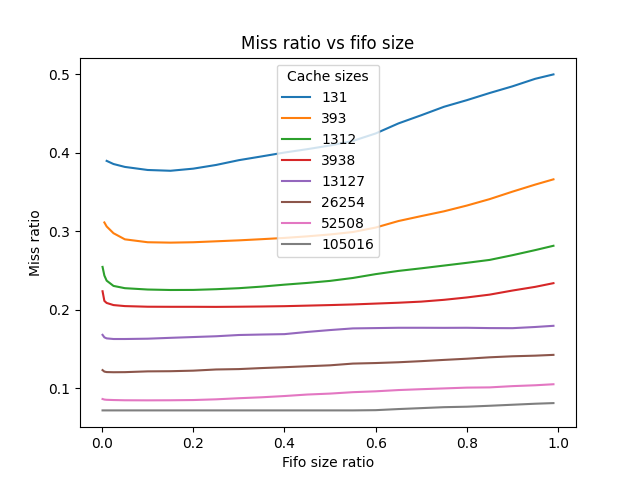 Miss ratio vs fifo size
Miss ratio
0.5
0.4
0.3
0.2
0.1
Cache sizes
131
393
1312
3938
13127
26254
52508
105016
0.0 0.2 0.4 0.6 0.8 1.0
Fifo size ratio